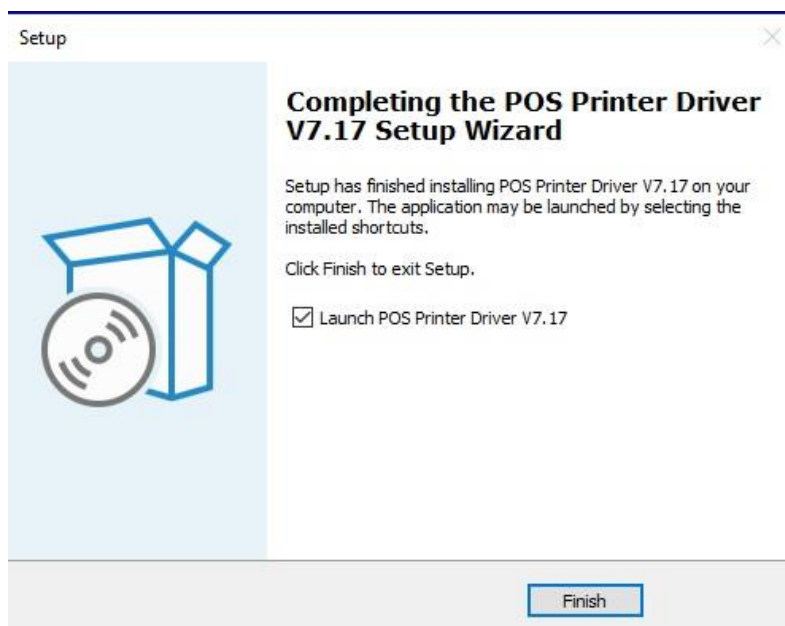 Setup
Completing the POS Printer Driver
V7.17 Setup Wizard
Setup has finished installing POS Printer Driver V7.17 on your
computer. The application may be launched by selecting the
installed shortcuts.
Click Finish to exit Setup.
Launch POS Printer Driver V7.17
Finish